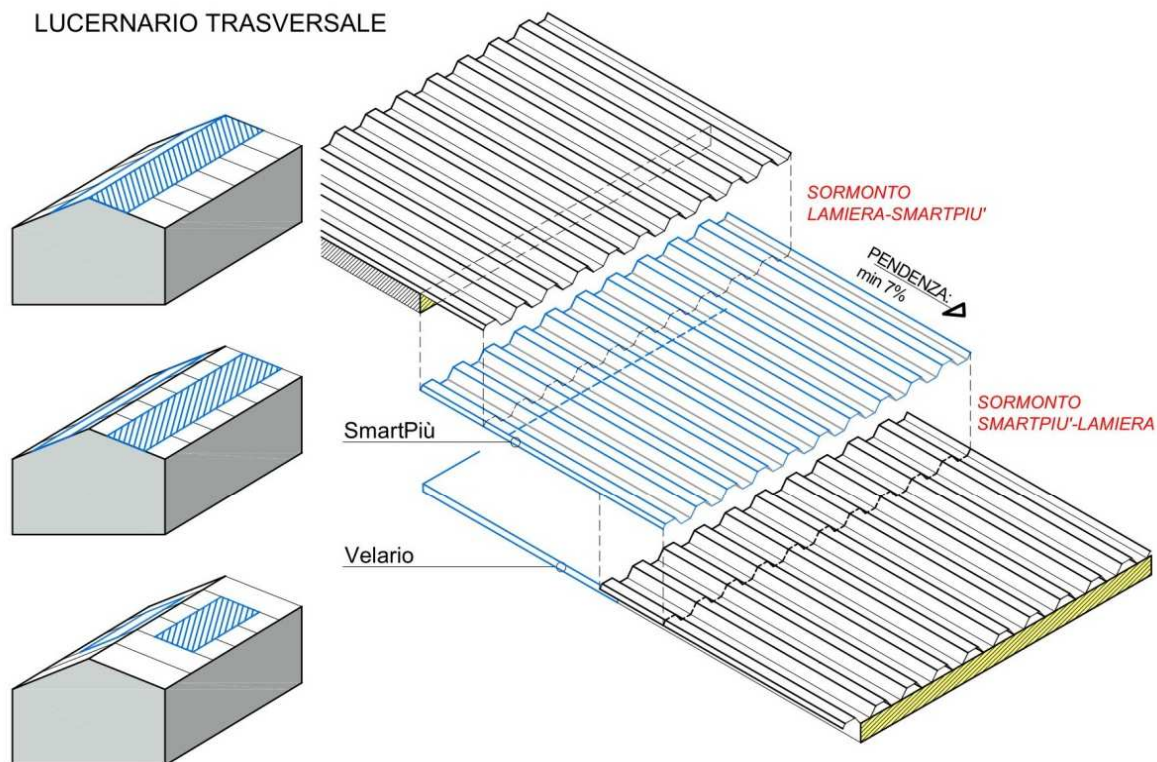 LUCERNARIO TRASVERSALE
SORMONTO
LAMIERA-SMARTPIU'
PENDENZA:
min 7%
SORMONTO
SMARTPIU'-LAMIERA
SmartPiù
Velario